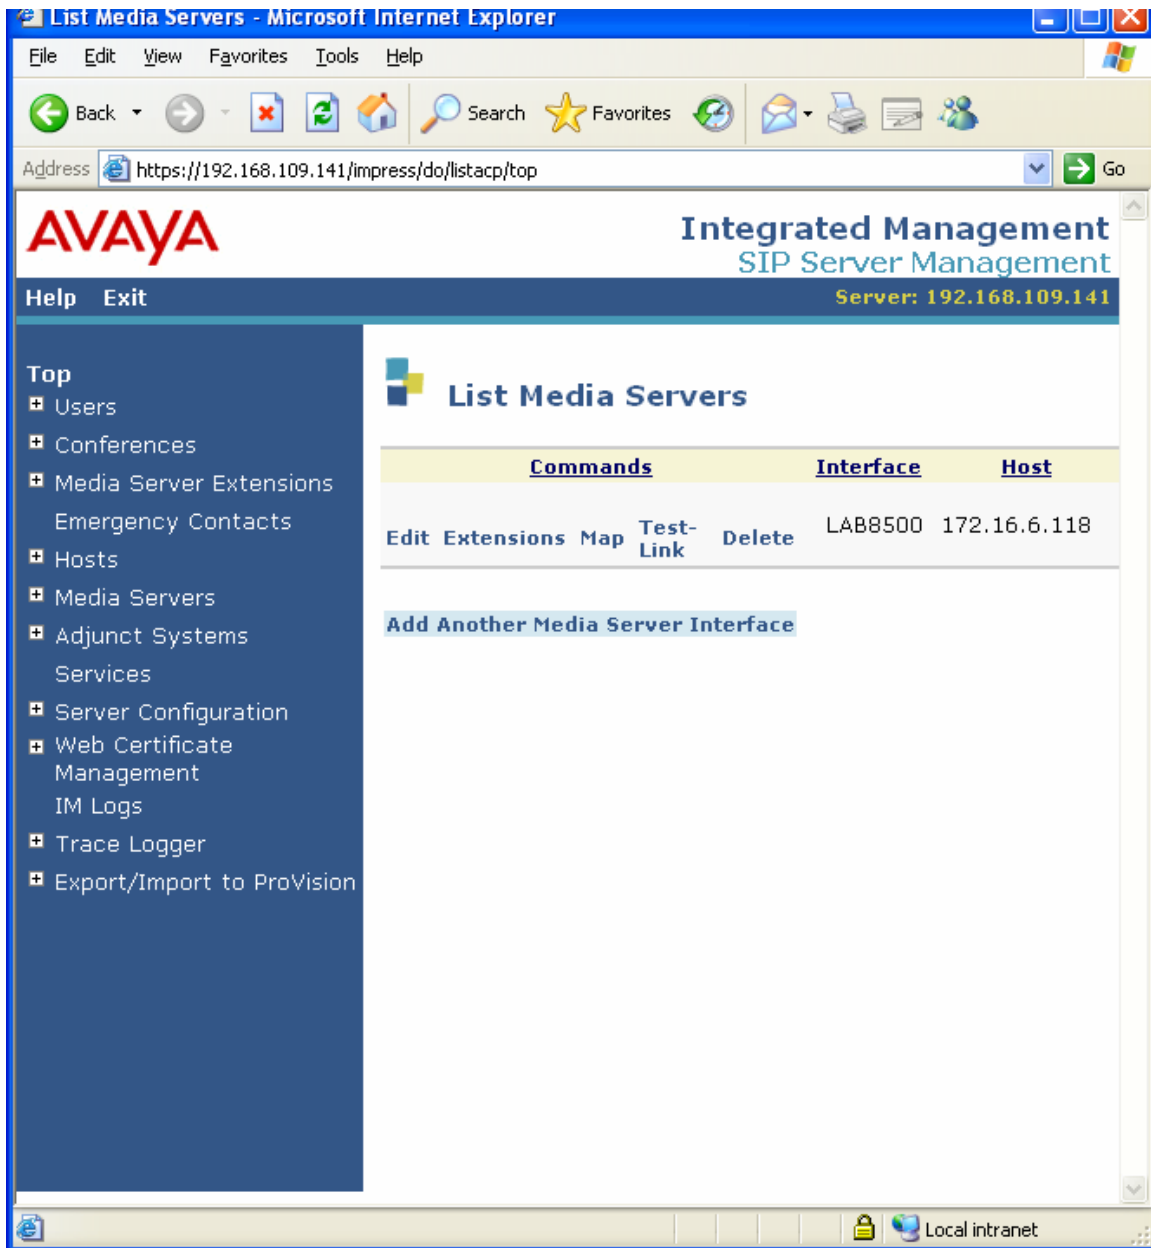 List Media Servers - Microsoft Internet Explorer
File Edit View Favorites Tools Help
Back Search Favorites
Address https://192.168.109.141/impress/do/listacp/top Go
AVAYA
Integrated Management
SIP Server Management
Help Exit Server: 192.168.109.141
Top
Users
Conferences
Media Server Extensions
Emergency Contacts
Hosts
Media Servers
Adjunct Systems
Services
Server Configuration
Web Certificate
Management
IM Logs
Trace Logger
Export/Import to ProVision
List Media Servers
Commands Interface Host
Edit Extensions Map Test-
Link Delete LAB8500 172.16.6.118
Add Another Media Server Interface
Local intranet